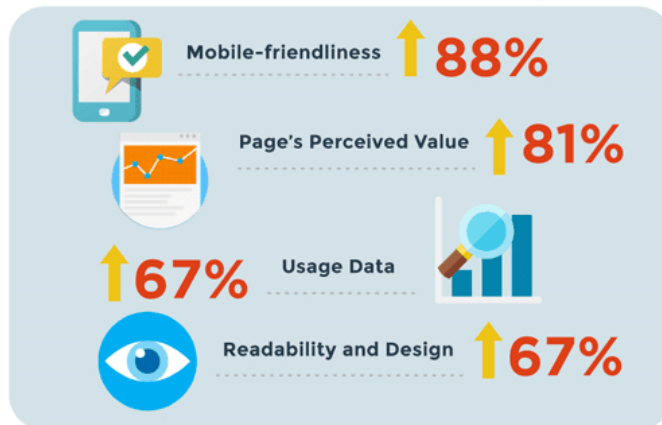 Mobile-friendliness 88%
Page's Perceived Value 81%
67% Usage Data
Readability and Design 67%